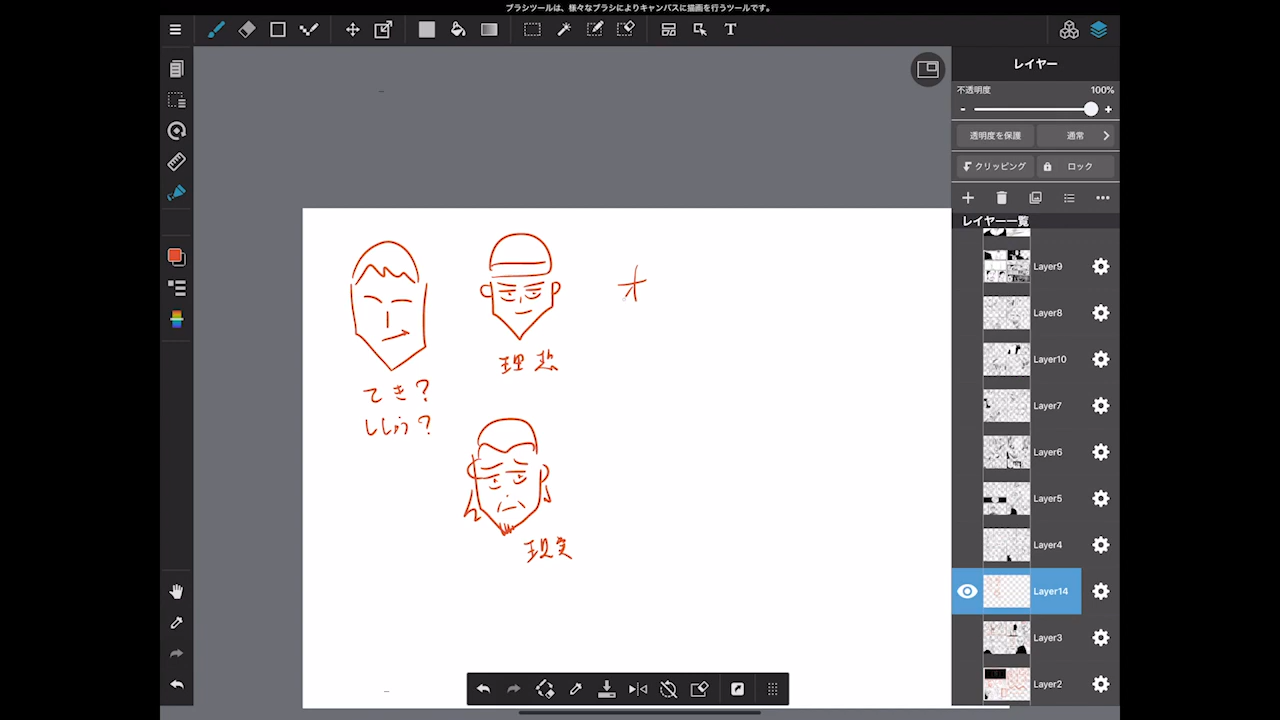 ブラシツールは、様々なブラシによりキャンバスに描画を行うツールです。
レイヤー
不透明度 100%
- +
透明度を保護 通常
クリッピング ロック
レイヤー一覧
Layer9
Layer8
Layer10
Layer7
Layer6
Layer5
Layer4
Layer14
Layer3
Layer2
てき?
ししょう?
理想
現実